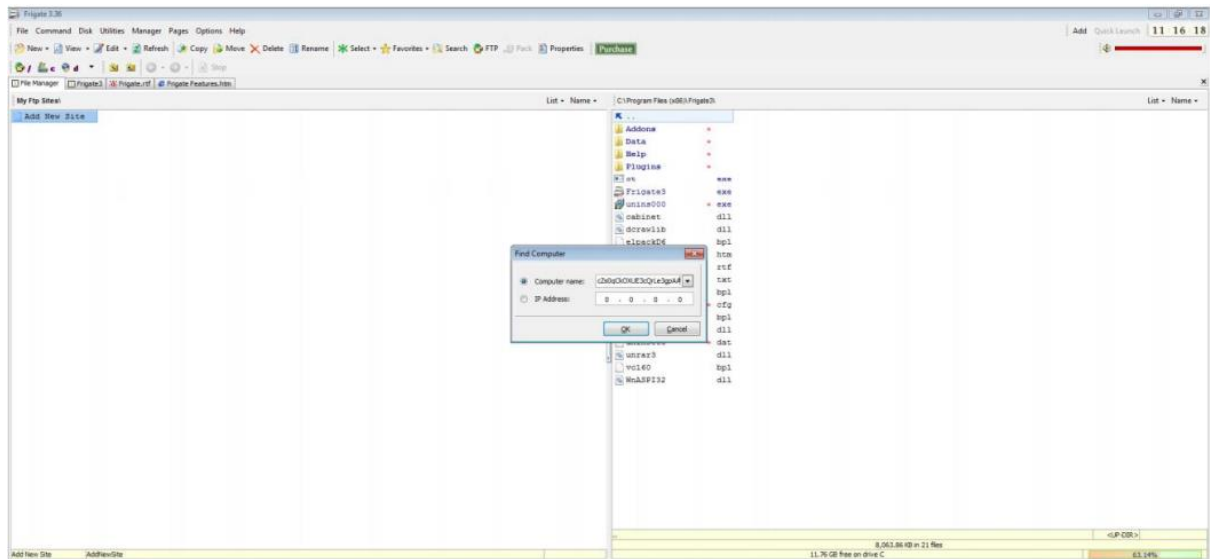 Frigate 3.36
File Command Disk Utilities Manager Pages Options Help
Add Quick Launch 11 16 18
New View Edit Refresh Copy Move Delete Rename Select Favorites Search FTP Pack Properties Purchase
Stop
File Manager Frigate3 Frigate.rtf Frigate Features.htm
My Ftp Sites\ List Name
C:\Program Files (x86)\Frigate3\ List Name
Add New Site
..
Addons
Data
Help
Plugins
exe
Frigate3 exe
unins000 exe
cabinet dll
dcrawlib dll
elpackD6 bpl
htm
rtf
txt
bpl
cfg
bpl
dll
dat
unrar3 dll
vcl60 bpl
WnASPI32 dll
Find Computer
Computer name:
IP Address: 0 . 0 . 0 . 0
OK Cancel
..
<UP-DIR>
8,063.86 KB in 21 files
Add New Site AddNewSite
11.76 GB free on drive C
63,14%